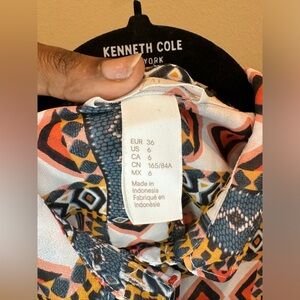 KENNETH COLE
YORK
EUR 36
US 6
CA 6
CN 165/84A
MX 6
Made in
Indonesia
Fabriqué en
Indonésie